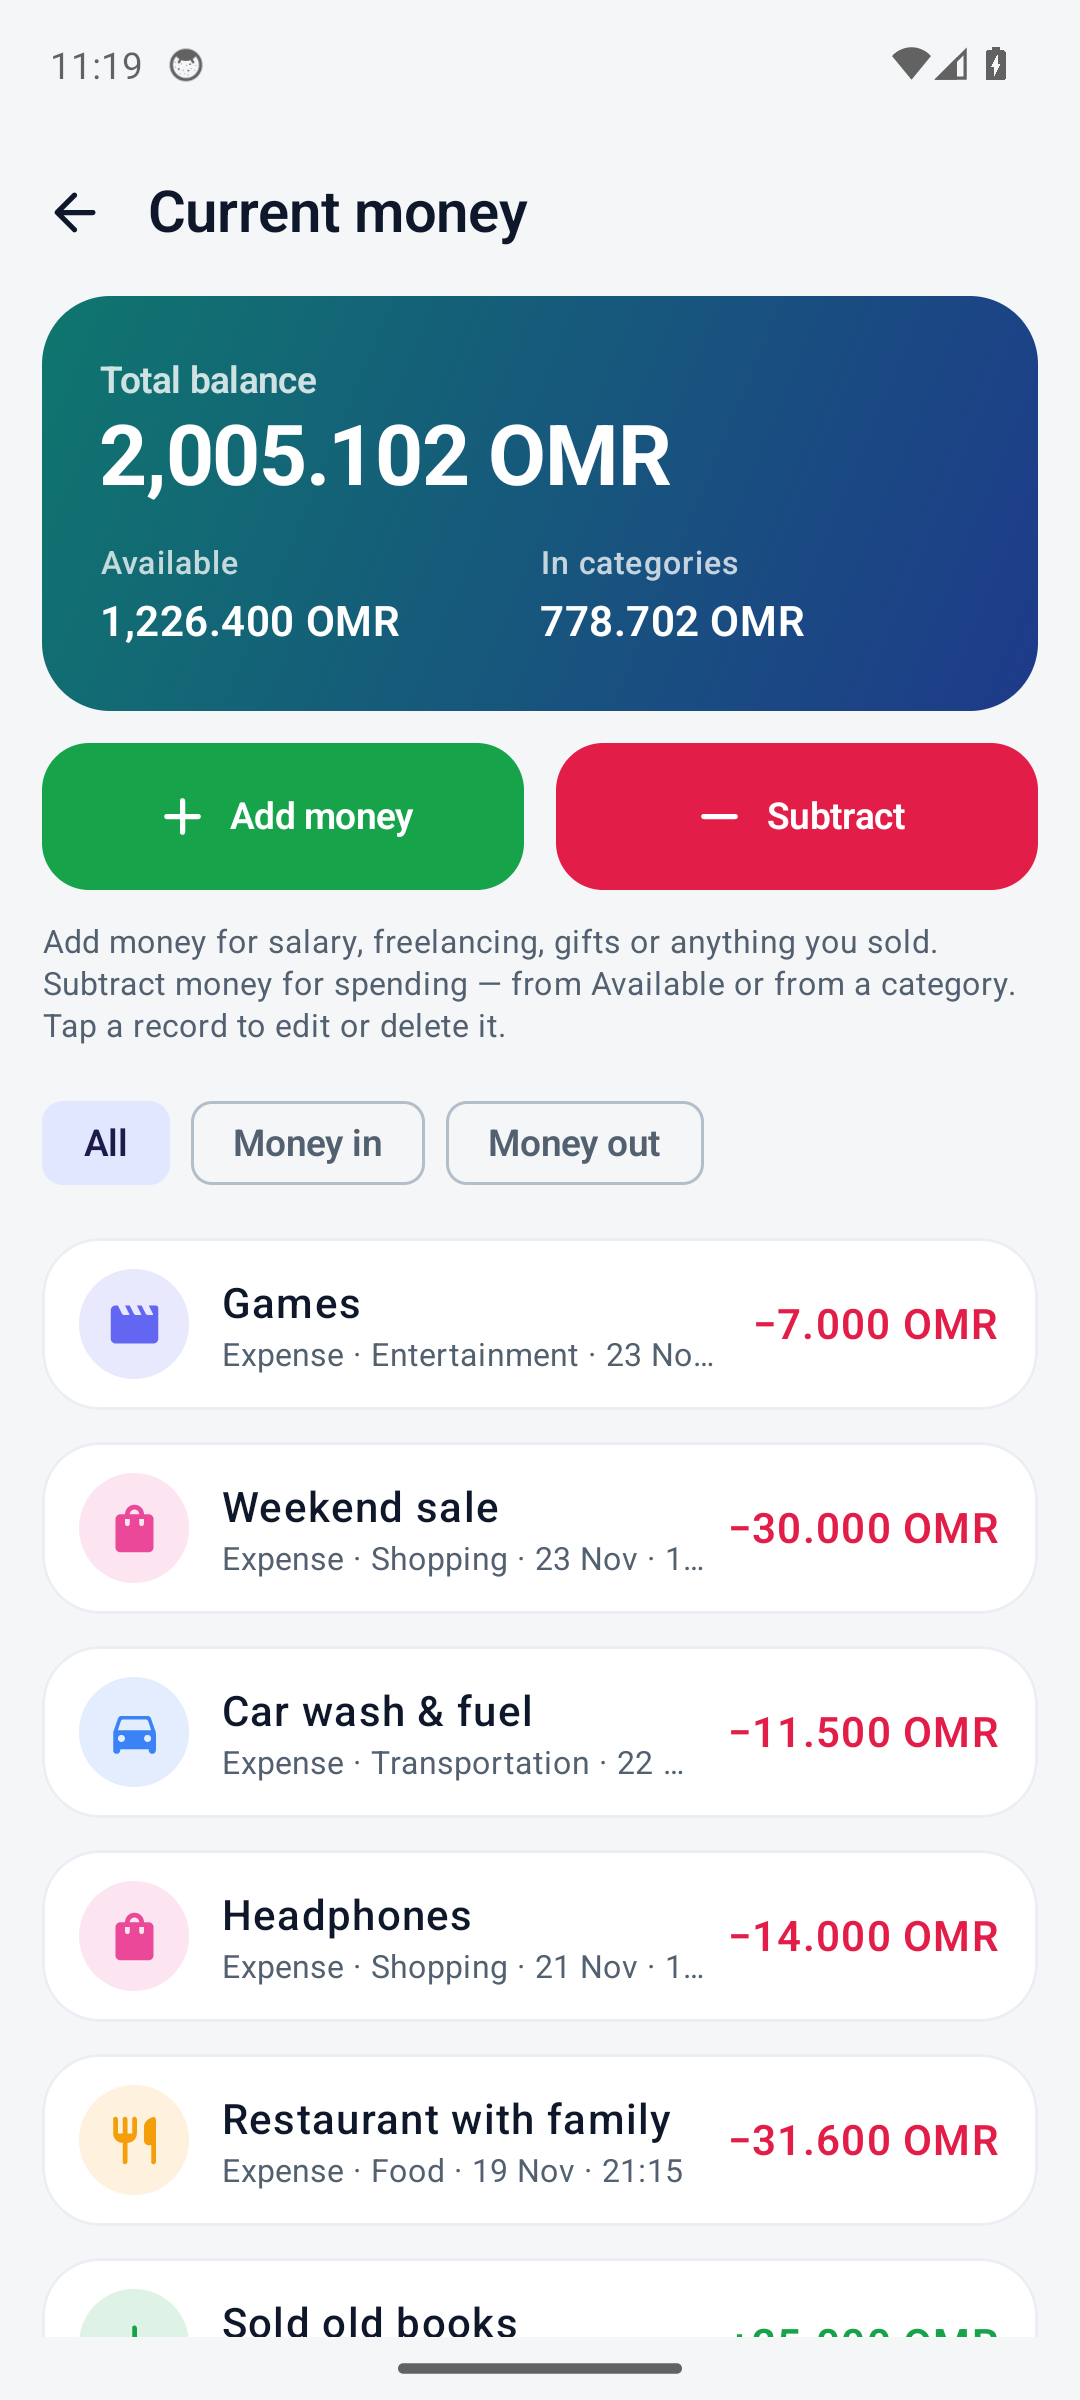 11:19
Current money
Total balance
2,005.102 OMR
Available
In categories
1,226.400 OMR
778.702 OMR
Add money
Subtract
Add money for salary, freelancing, gifts or anything you sold.
Subtract money for spending — from Available or from a category.
Tap a record to edit or delete it.
All
Money in
Money out
Games
Expense · Entertainment · 23 No…
−7.000 OMR
Weekend sale
Expense · Shopping · 23 Nov · 1…
−30.000 OMR
Car wash & fuel
Expense · Transportation · 22 …
−11.500 OMR
Headphones
Expense · Shopping · 21 Nov · 1…
−14.000 OMR
Restaurant with family
Expense · Food · 19 Nov · 21:15
−31.600 OMR
Sold old books
OMR